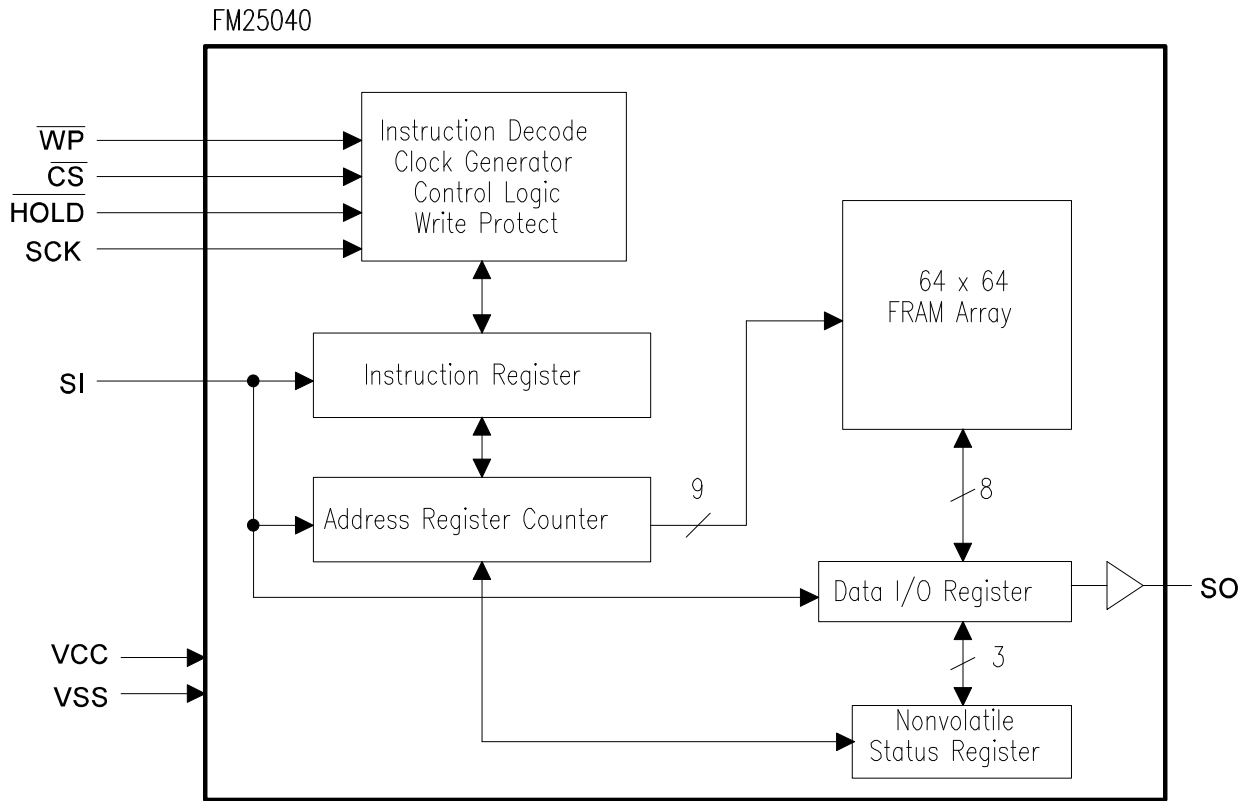 FM25040
WP
CS
HOLD
SCK
Instruction Decode
Clock Generator
Control Logic
Write Protect
64 x 64
FRAM Array
SI
Instruction Register
Address Register Counter
9
8
Data I/O Register
SO
3
VCC
VSS
Nonvolatile
Status Register